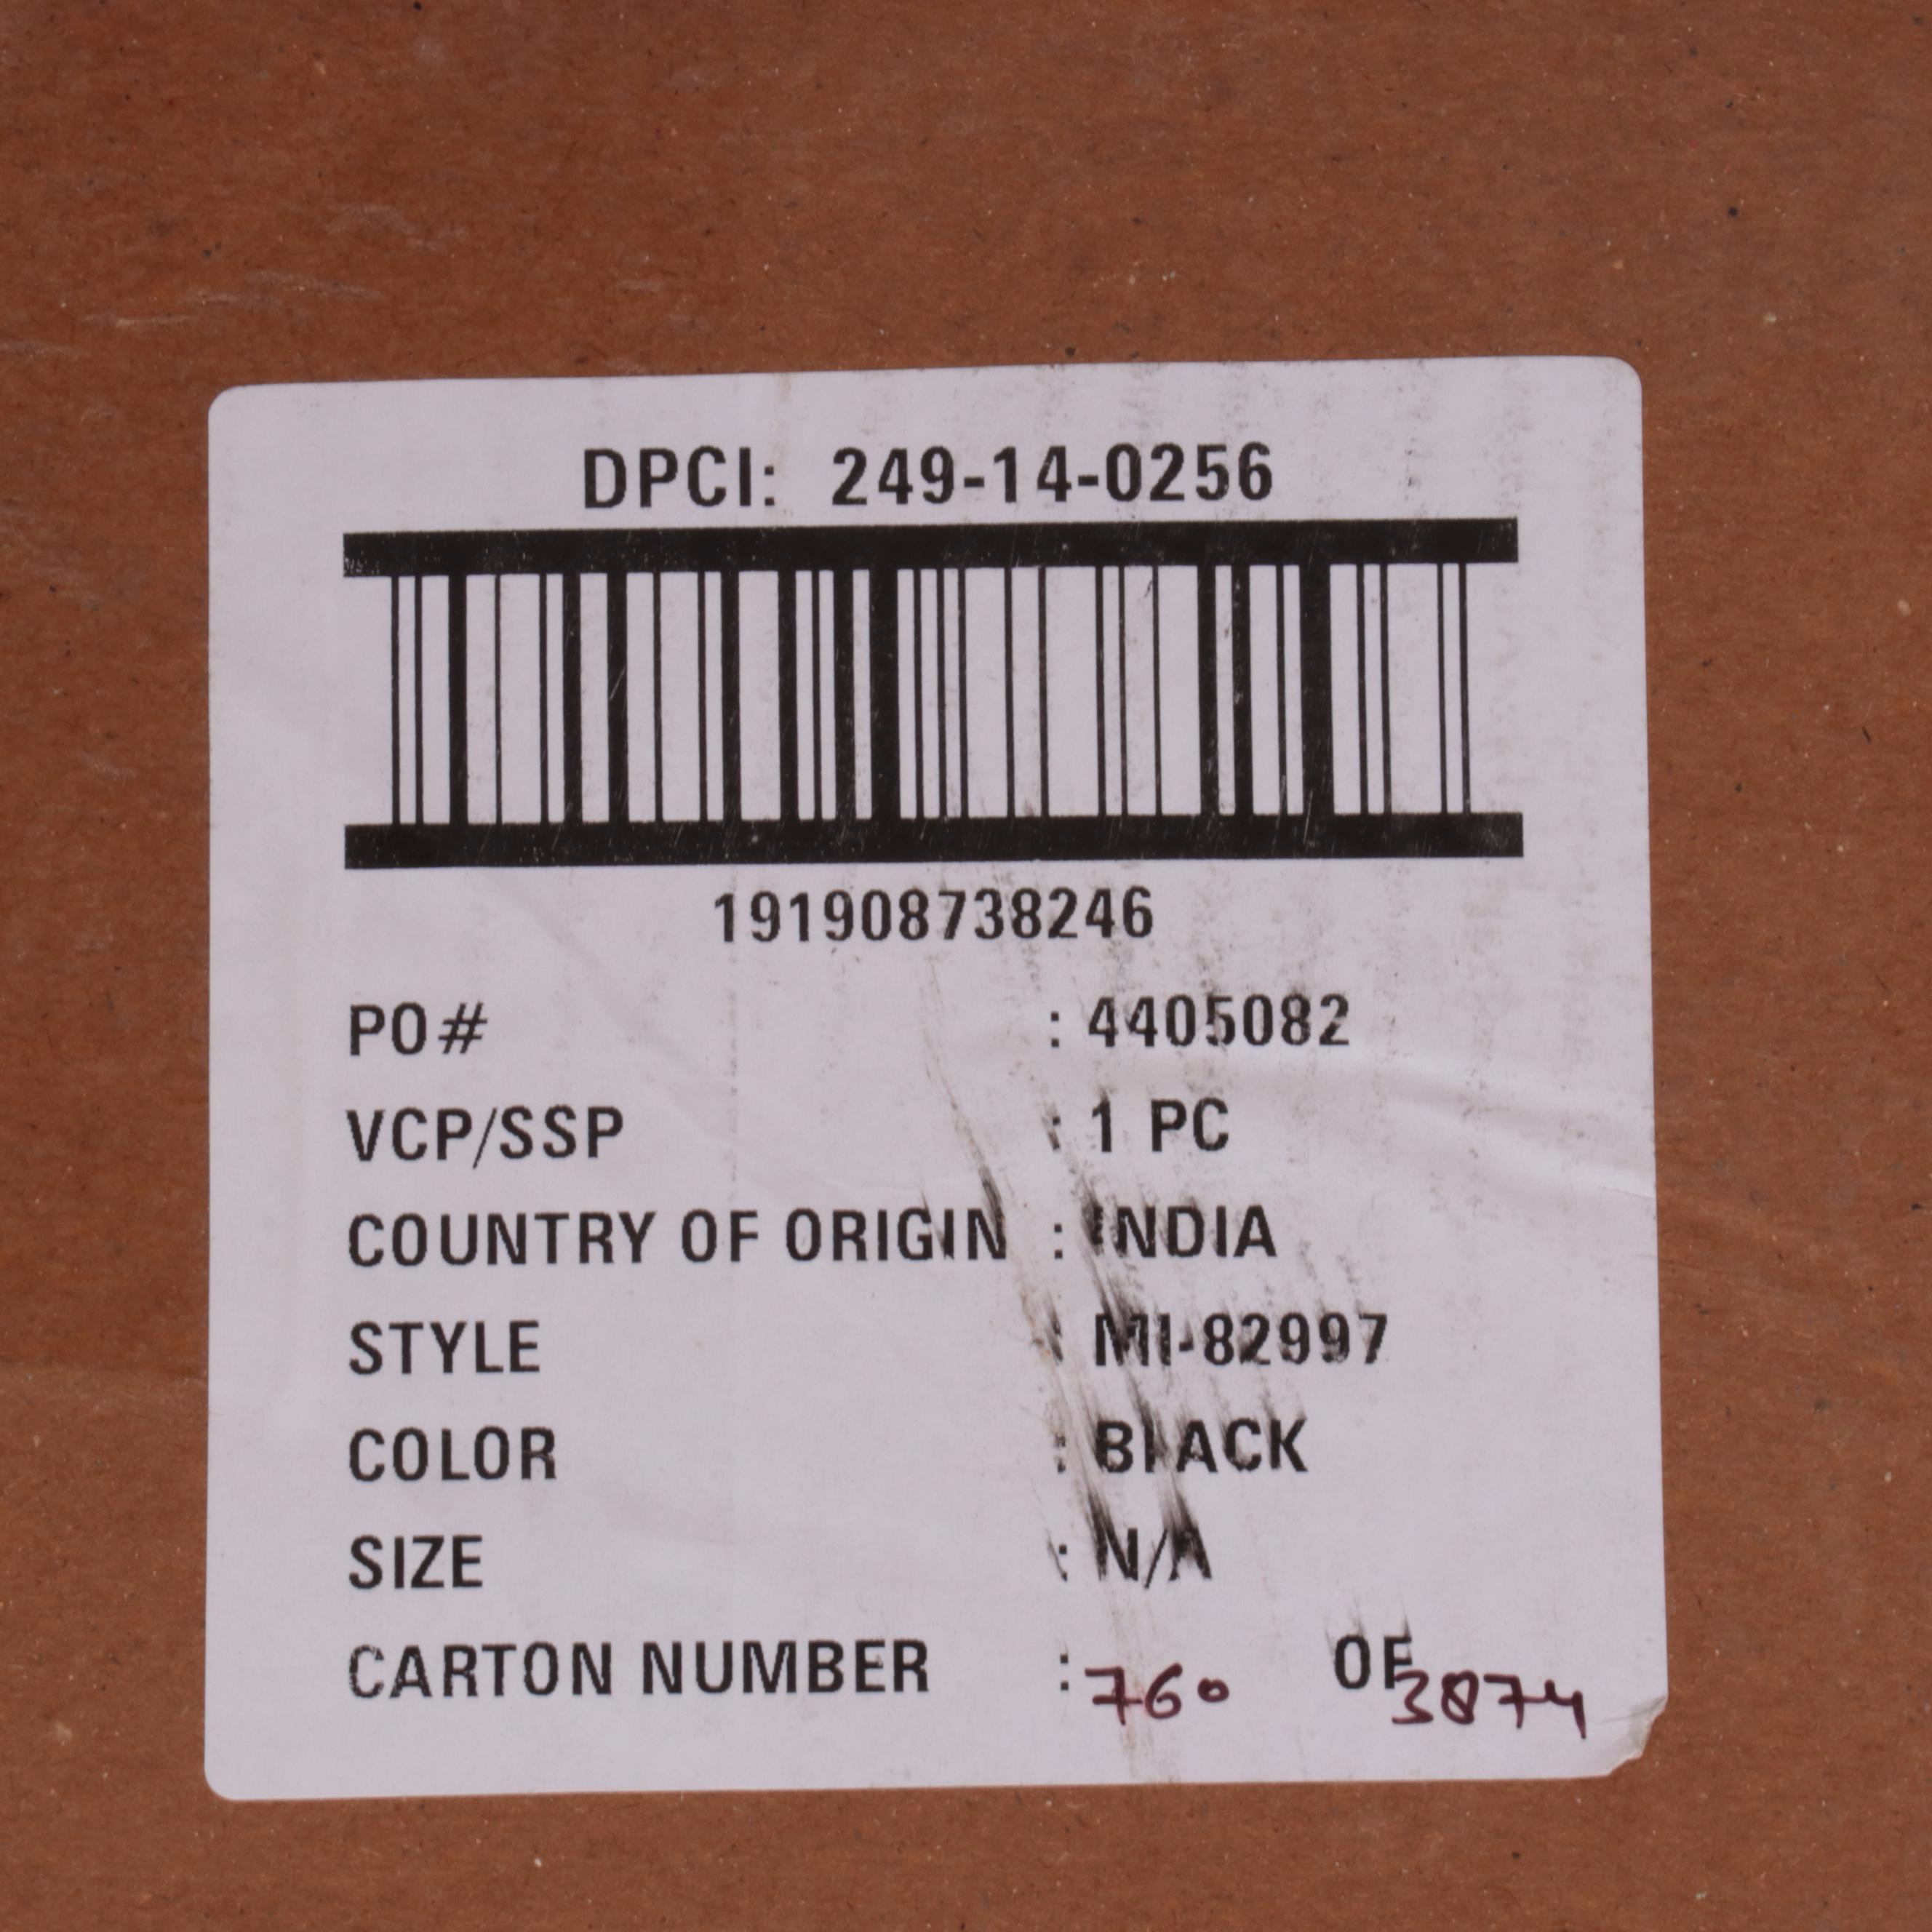 DPCI: 249-14-0256
191908738246
PO# : 4405082
VCP/SSP : 1 PC
COUNTRY OF ORIGIN : INDIA
STYLE : MI-82997
COLOR : BLACK
SIZE : N/A
CARTON NUMBER : 760 OF 3874